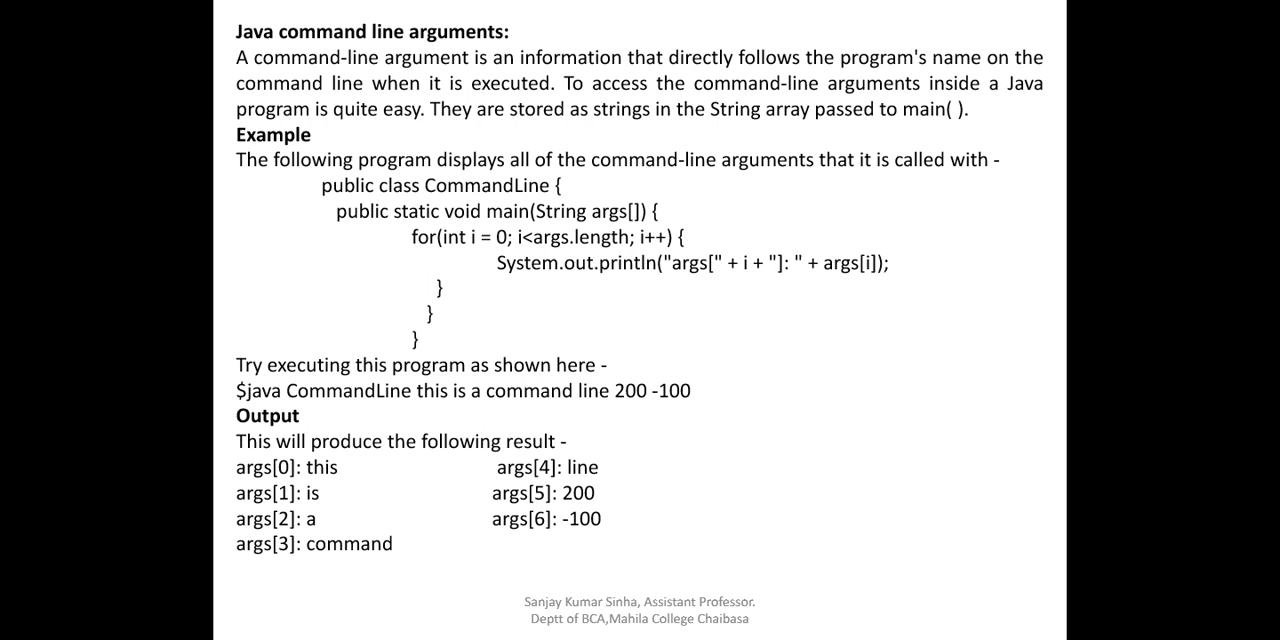 Java command line arguments:
A command-line argument is an information that directly follows the program's name on the
command line when it is executed. To access the command-line arguments inside a Java
program is quite easy. They are stored as strings in the String array passed to main( ).
Example
The following program displays all of the command-line arguments that it is called with -
public class CommandLine {
public static void main(String args[]) {
for(int i = 0; i<args.length; i++) {
System.out.println("args[" + i + "]: " + args[i]);
}
}
}
Try executing this program as shown here -
$java CommandLine this is a command line 200 -100
Output
This will produce the following result -
args[0]: this args[4]: line
args[1]: is args[5]: 200
args[2]: a args[6]: -100
args[3]: command
Sanjay Kumar Sinha, Assistant Professor.
Deptt of BCA,Mahila College Chaibasa